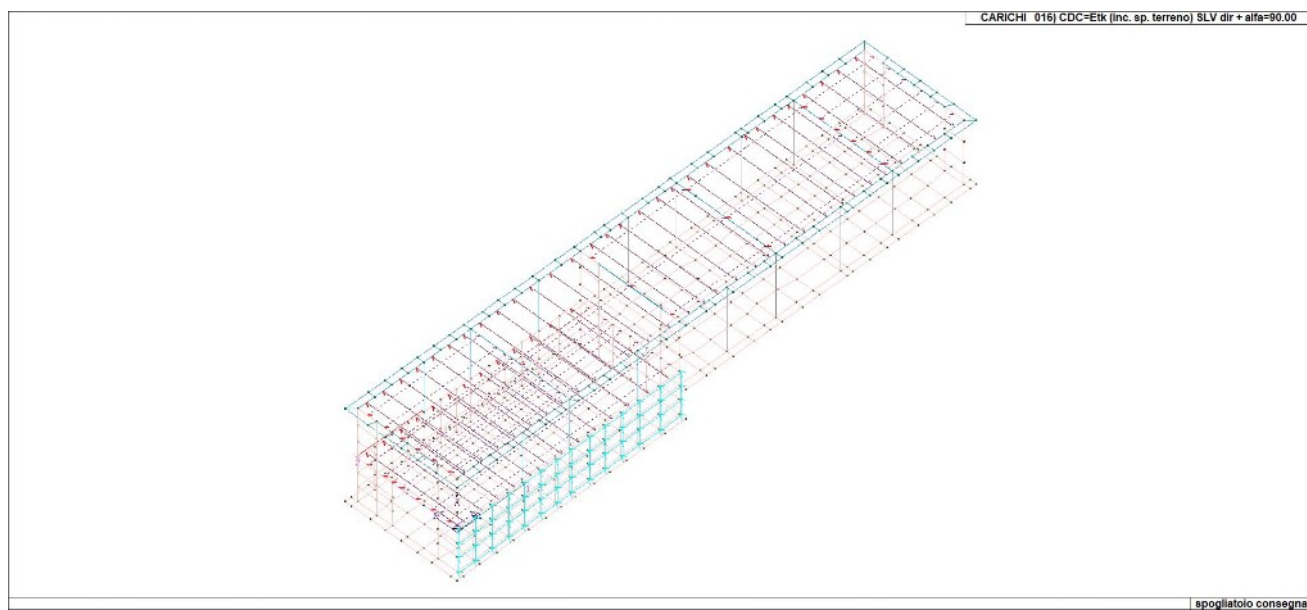 CARICHI 016) CDC=Etk (inc. sp. terreno) SLV dir + alfa=90.00
spogliatoio consegna